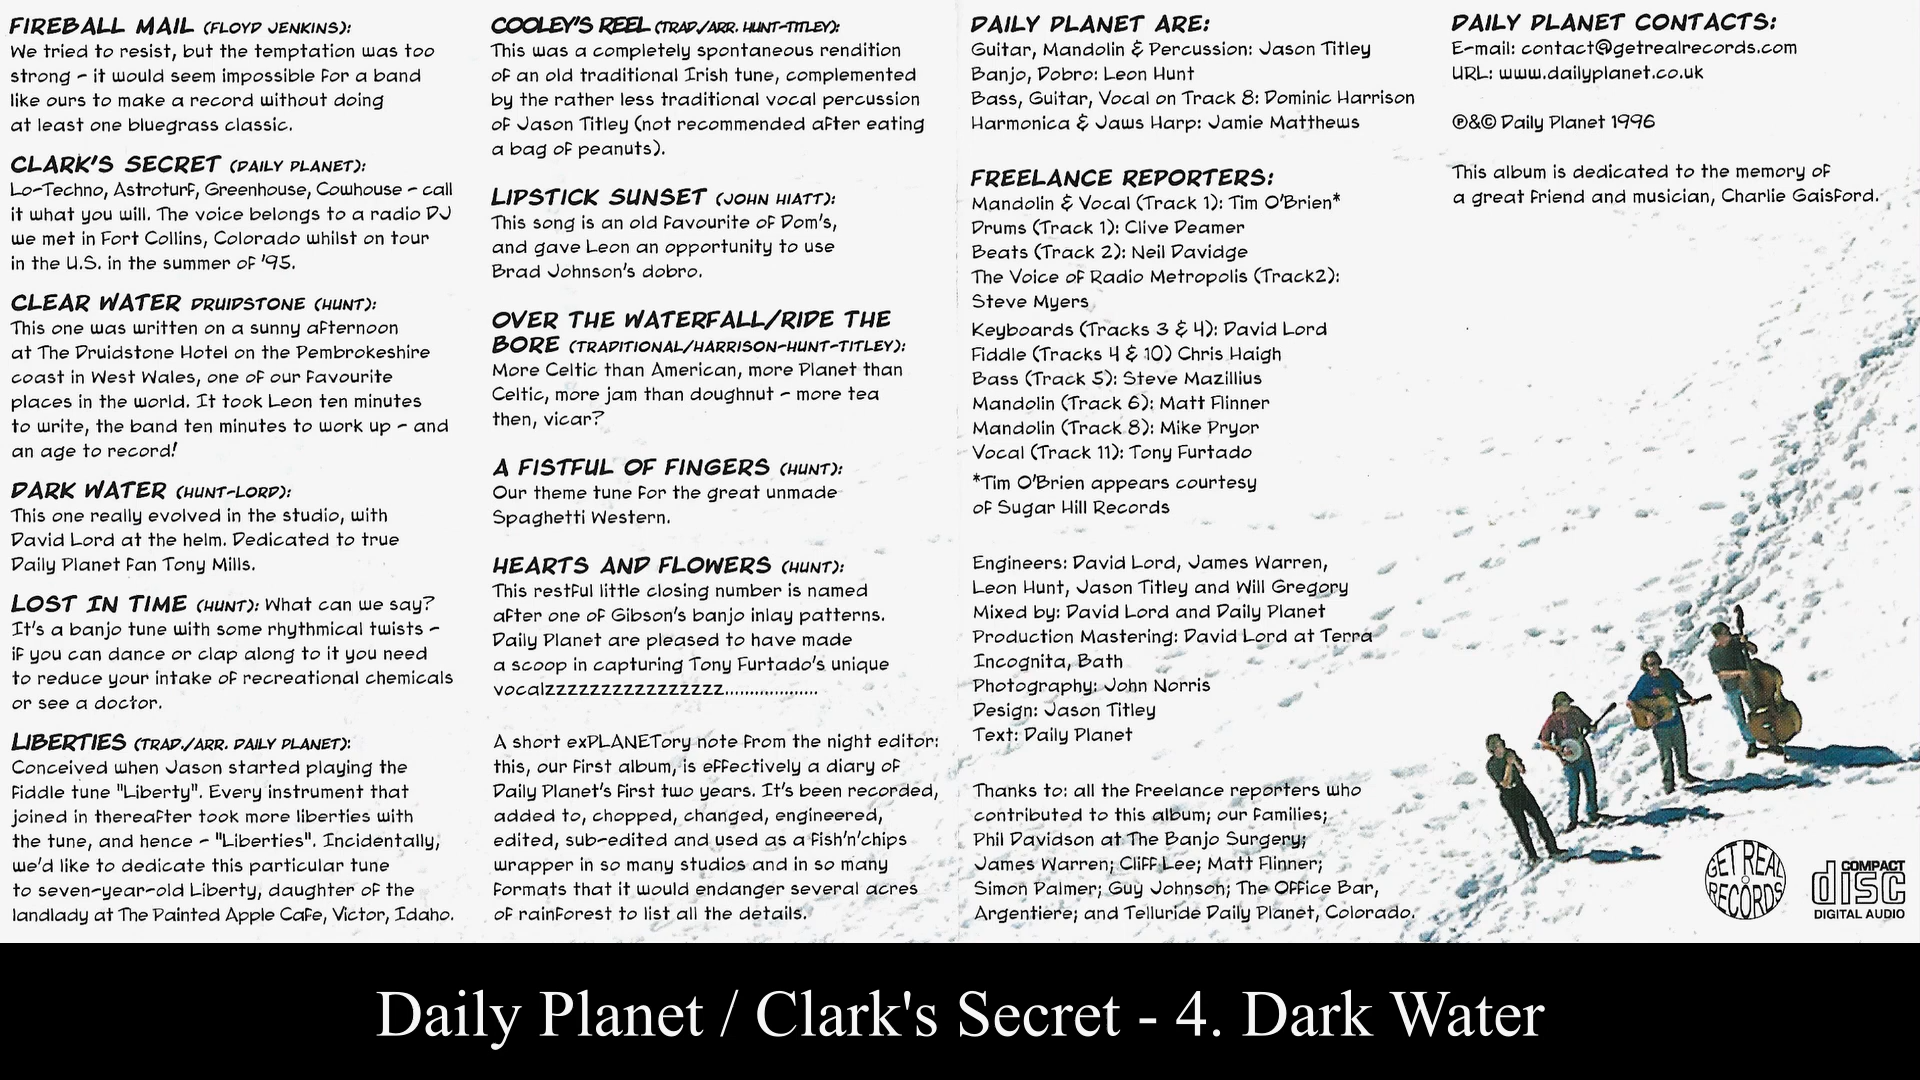 FIREBALL MAIL (FLOYD JENKINS):
We tried to resist, but the temptation was too
strong - it would seem impossible for a band
like ours to make a record without doing
at least one bluegrass classic.
CLARK'S SECRET (DAILY PLANET):
Lo-Techno, Astroturf, Greenhouse, Cowhouse - call
it what you will. The voice belongs to a radio DJ
we met in Fort Collins, Colorado whilst on tour
in the U.S. in the summer of '95.
CLEAR WATER DRUIDSTONE (HUNT):
This one was written on a sunny afternoon
at The Druidstone Hotel on the Pembrokeshire
coast in West Wales, one of our favourite
places in the world. It took Leon ten minutes
to write, the band ten minutes to work up - and
an age to record!
DARK WATER (HUNT-LORD):
This one really evolved in the studio, with
David Lord at the helm. Dedicated to true
Daily Planet fan Tony Mills.
LOST IN TIME (HUNT): What can we say?
It's a banjo tune with some rhythmical twists -
if you can dance or clap along to it you need
to reduce your intake of recreational chemicals
or see a doctor.
LIBERTIES (TRAD./ARR. DAILY PLANET):
Conceived when Jason started playing the
fiddle tune "Liberty". Every instrument that
joined in thereafter took more liberties with
the tune, and hence - "Liberties". Incidentally,
we'd like to dedicate this particular tune
to seven-year-old Liberty, daughter of the
landlady at The Painted Apple Cafe, Victor, Idaho.
COOLEY'S REEL (TRAD./ARR. HUNT-TITLEY):
This was a completely spontaneous rendition
of an old traditional Irish tune, complemented
by the rather less traditional vocal percussion
of Jason Titley (not recommended after eating
a bag of peanuts).
LIPSTICK SUNSET (JOHN HIATT):
This song is an old favourite of Dom's,
and gave Leon an opportunity to use
Brad Johnson's dobro.
OVER THE WATERFALL/RIDE THE
BORE (TRADITIONAL/HARRISON-HUNT-TITLEY):
More Celtic than American, more Planet than
Celtic, more jam than doughnut - more tea
then, vicar?
A FISTFUL OF FINGERS (HUNT):
Our theme tune for the great unmade
Spaghetti Western.
HEARTS AND FLOWERS (HUNT):
This restful little closing number is named
after one of Gibson's banjo inlay patterns.
Daily Planet are pleased to have made
a scoop in capturing Tony Furtado's unique
vocalzzzzzzzzzzzzzzzz...................
A short exPLANETory note from the night editor:
this, our first album, is effectively a diary of
Daily Planet's first two years. It's been recorded,
added to, chopped, changed, engineered,
edited, sub-edited and used as a fish'n'chips
wrapper in so many studios and in so many
formats that it would endanger several acres
of rainforest to list all the details.
DAILY PLANET ARE:
Guitar, Mandolin & Percussion: Jason Titley
Banjo, Dobro: Leon Hunt
Bass, Guitar, Vocal on Track 8: Dominic Harrison
Harmonica & Jaws Harp: Jamie Matthews
FREELANCE REPORTERS:
Mandolin & Vocal (Track 1): Tim O'Brien*
Drums (Track 1): Clive Deamer
Beats (Track 2): Neil Davidge
The Voice of Radio Metropolis (Track2):
Steve Myers
Keyboards (Tracks 3 & 4): David Lord
Fiddle (Tracks 4 & 10) Chris Haigh
Bass (Track 5): Steve Mazillius
Mandolin (Track 6): Matt Flinner
Mandolin (Track 8): Mike Pryor
Vocal (Track 11): Tony Furtado
*Tim O'Brien appears courtesy
of Sugar Hill Records
Engineers: David Lord, James Warren,
Leon Hunt, Jason Titley and Will Gregory
Mixed by: David Lord and Daily Planet
Production Mastering: David Lord at Terra
Incognita, Bath
Photography: John Norris
Design: Jason Titley
Text: Daily Planet
Thanks to: all the freelance reporters who
contributed to this album; our families;
Phil Davidson at The Banjo Surgery;
James Warren; Cliff Lee; Matt Flinner;
Simon Palmer; Guy Johnson; The Office Bar,
Argentiere; and Telluride Daily Planet, Colorado.
DAILY PLANET CONTACTS:
E-mail: contact@getrealrecords.com
URL: www.dailyplanet.co.uk
℗&© Daily Planet 1996
This album is dedicated to the memory of
a great friend and musician, Charlie Gaisford.
GET REAL
RECORDS
COMPACT
disc
DIGITAL AUDIO
Daily Planet / Clark's Secret - 4. Dark Water